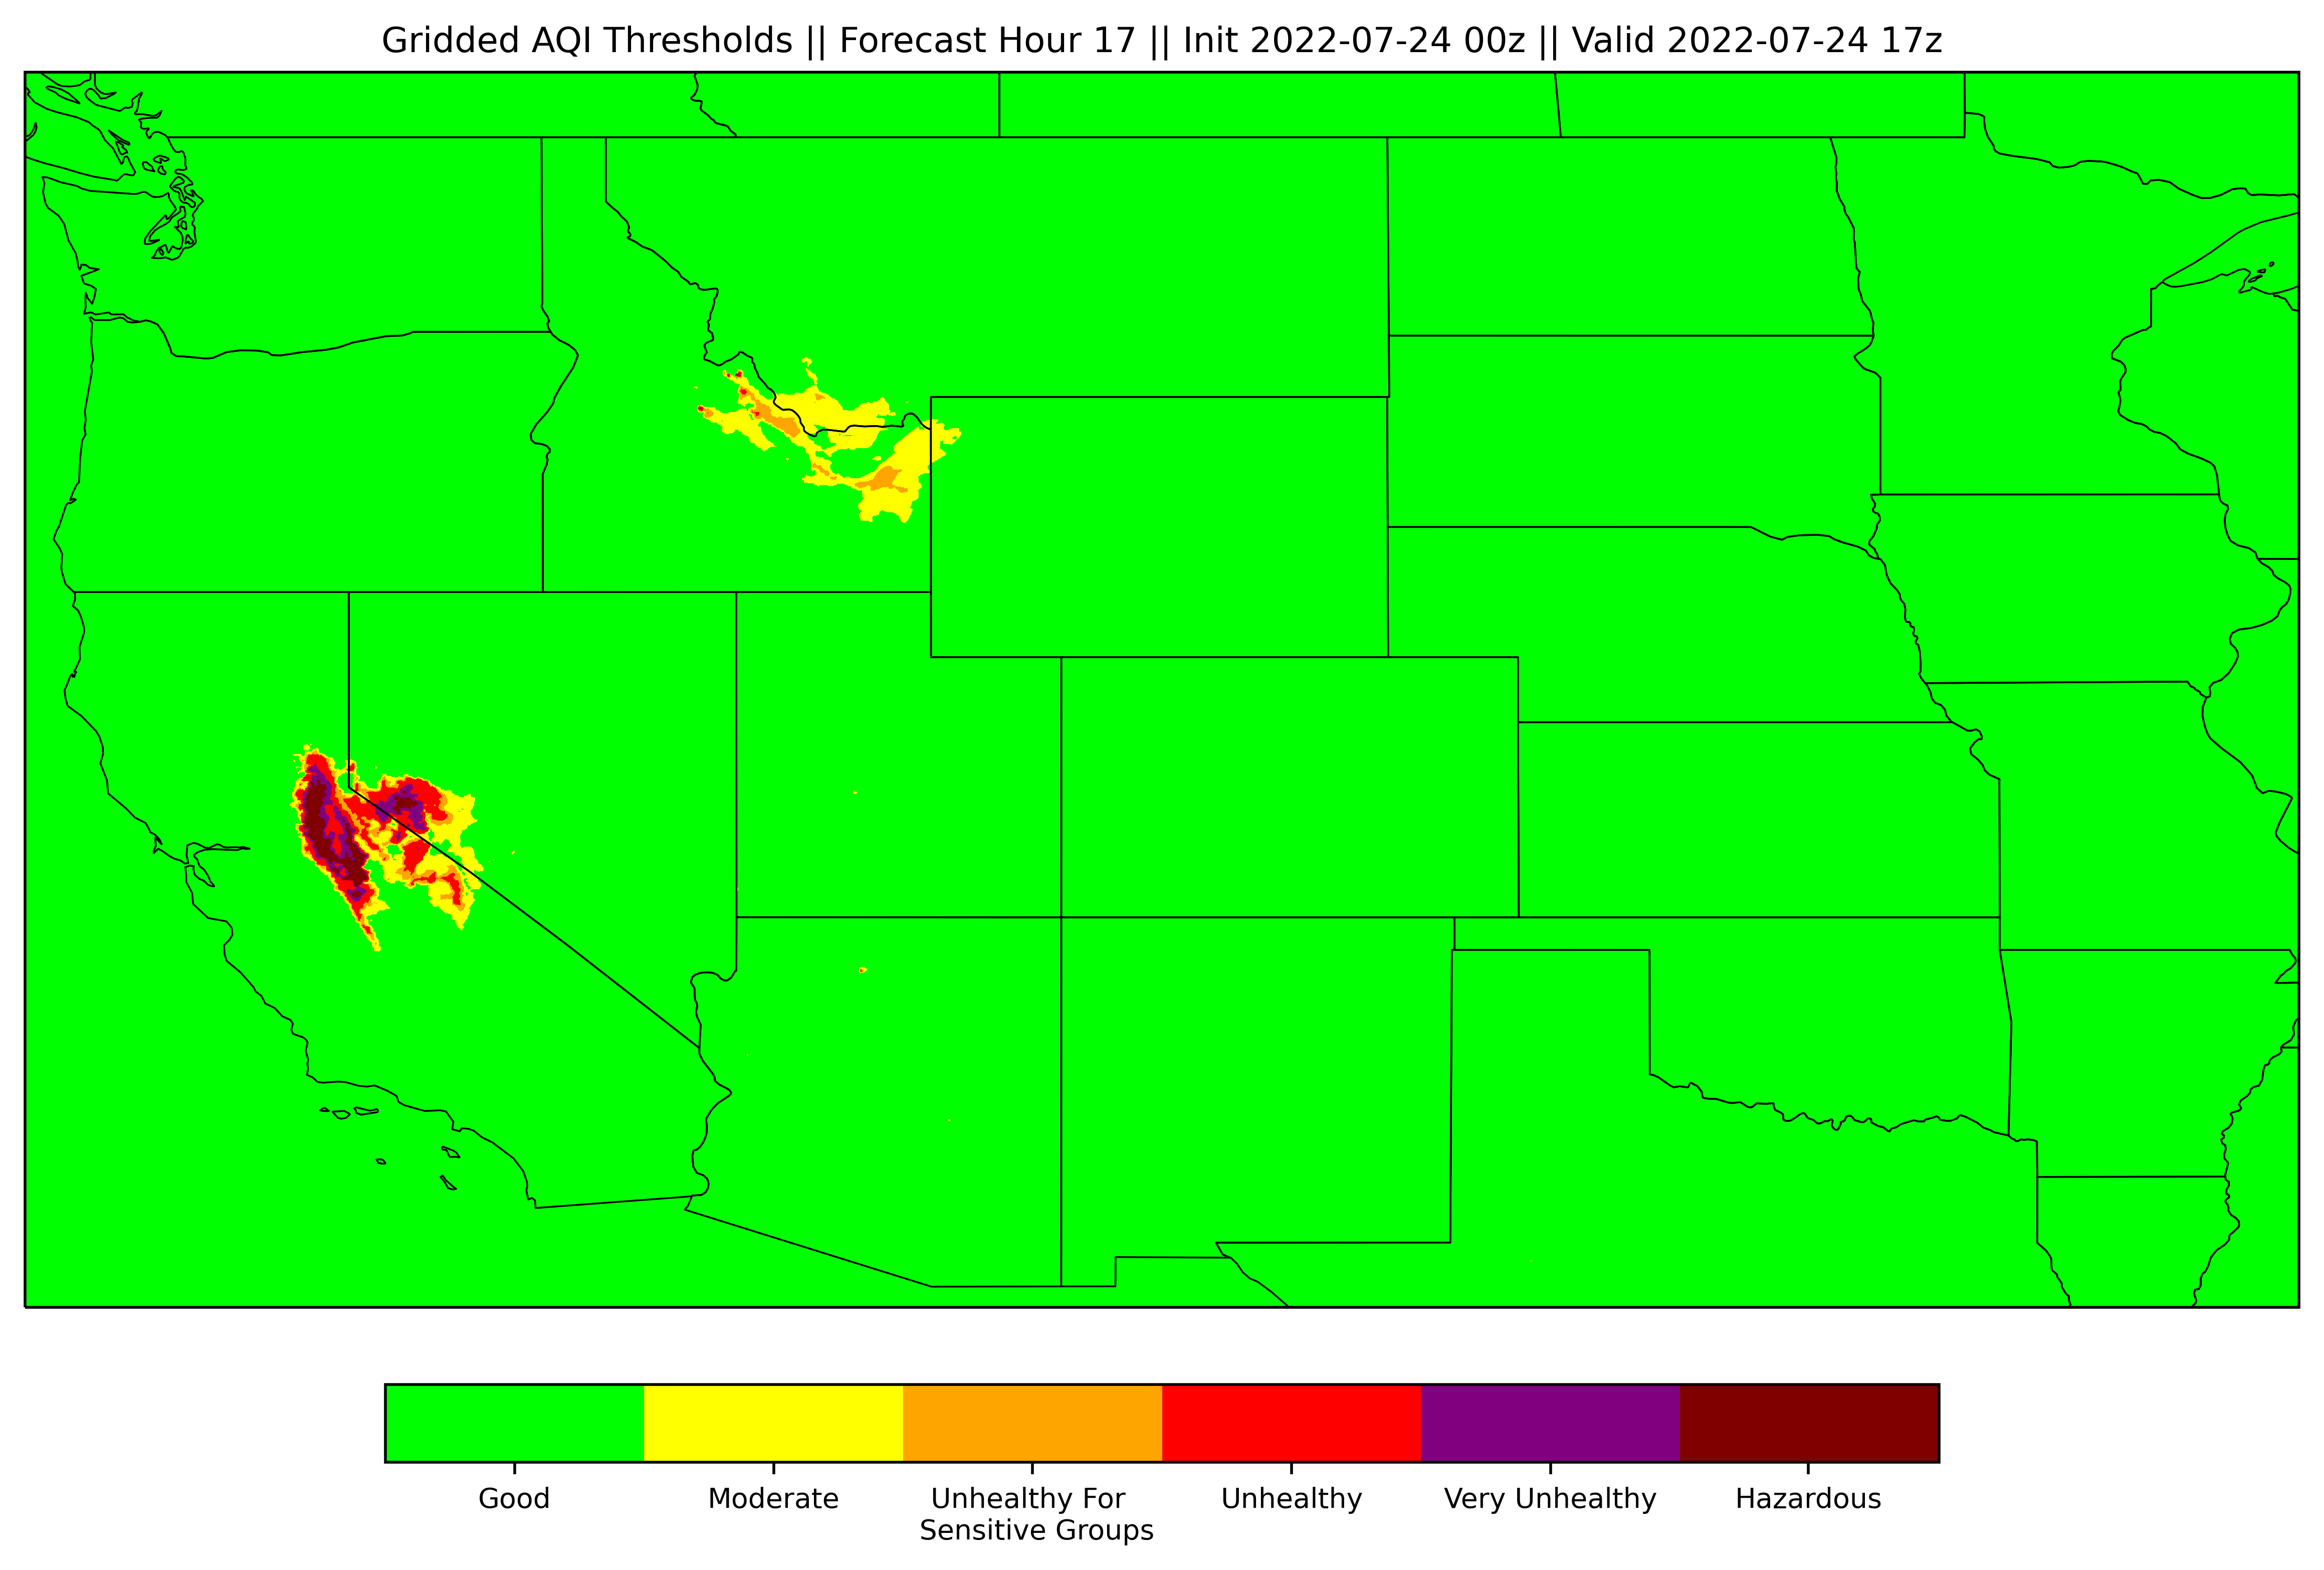 Gridded AQI Thresholds || Forecast Hour 17 || Init 2022-07-24 00z || Valid 2022-07-24 17z
Good
Moderate
Unhealthy For
Sensitive Groups
Unhealthy
Very Unhealthy
Hazardous